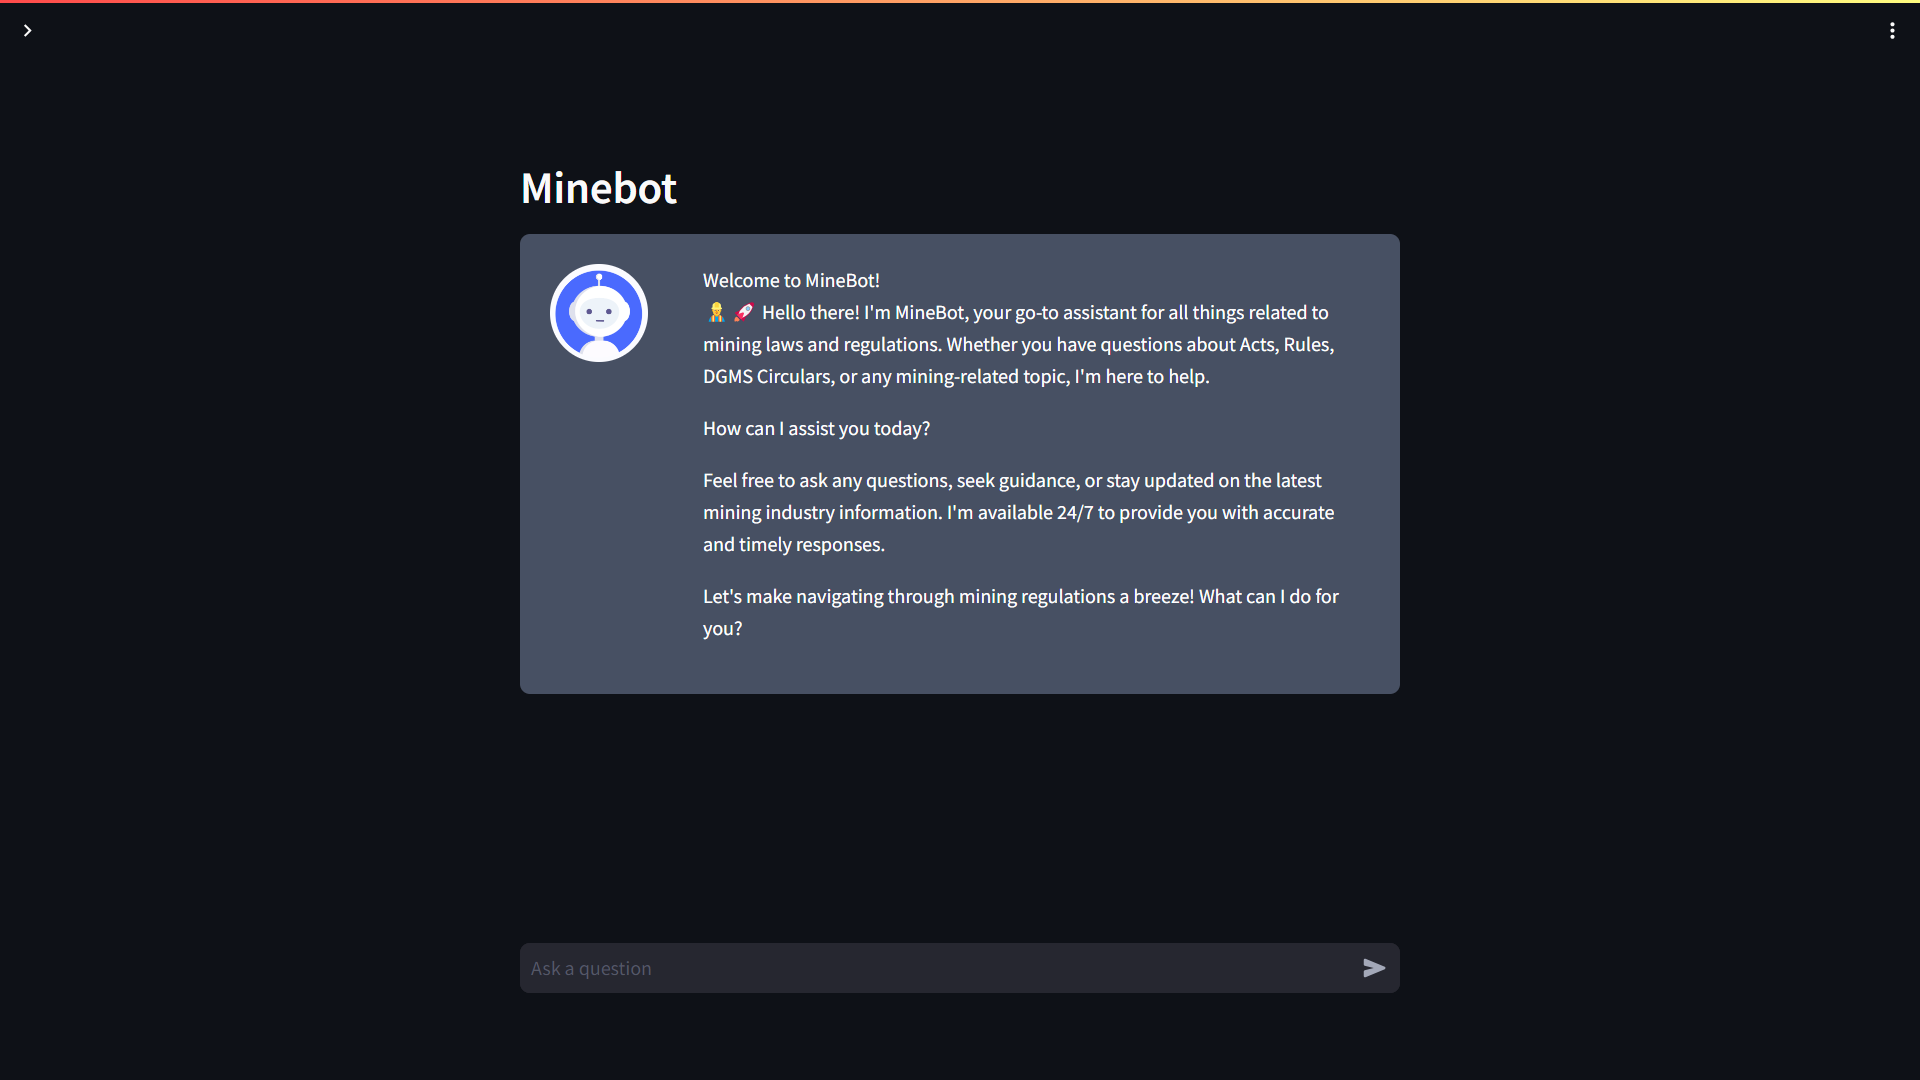 Minebot
Welcome to MineBot!
👷🚀 Hello there! I'm MineBot, your go-to assistant for all things related to
mining laws and regulations. Whether you have questions about Acts, Rules,
DGMS Circulars, or any mining-related topic, I'm here to help.
How can I assist you today?
Feel free to ask any questions, seek guidance, or stay updated on the latest
mining industry information. I'm available 24/7 to provide you with accurate
and timely responses.
Let's make navigating through mining regulations a breeze! What can I do for
you?
Ask a question